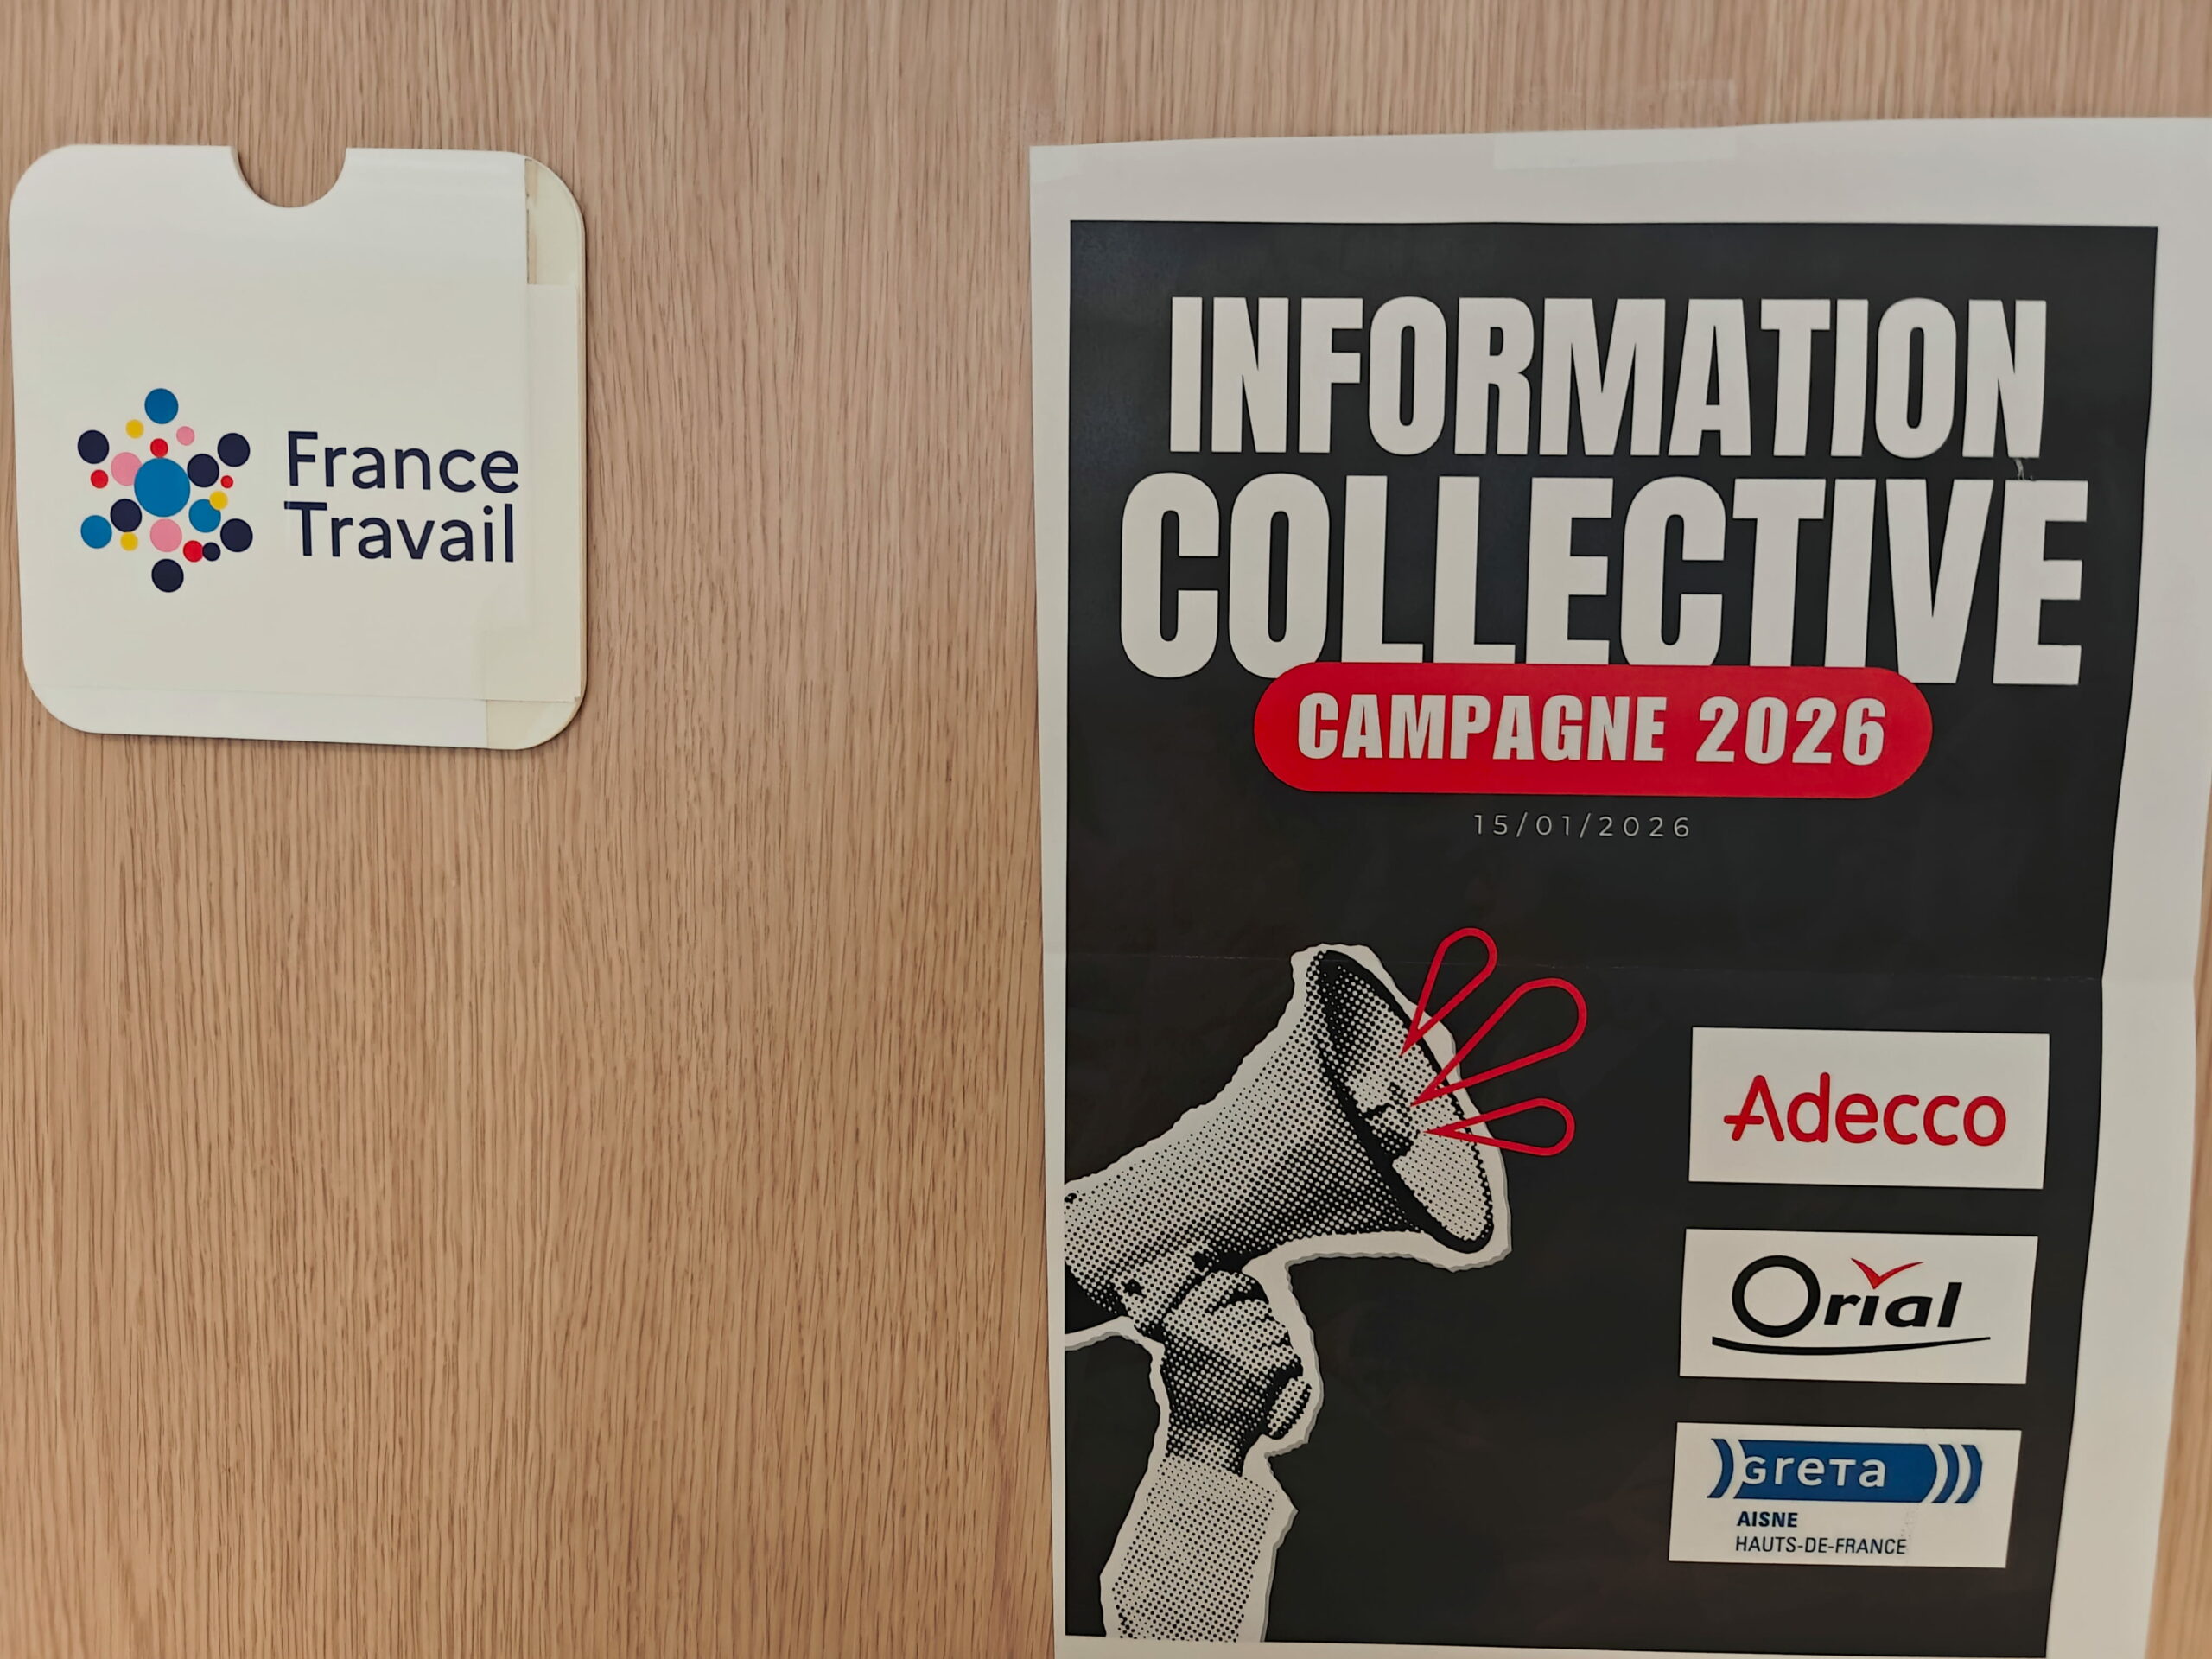 France
Travail
INFORMATION
COLLECTIVE
CAMPAGNE 2026
15/01/2026
Adecco
Orial
GRETA
AISNE
HAUTS-DE-FRANCE